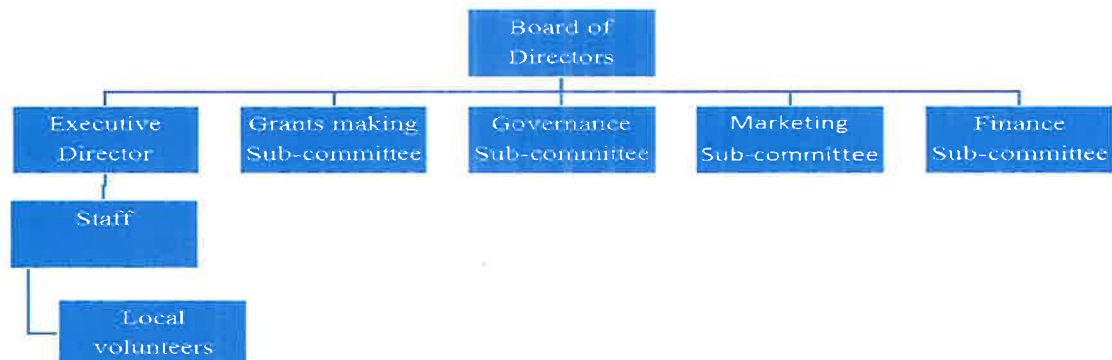 Board of
Directors
Executive
Director
Grants making
Sub-committee
Governance
Sub-committee
Marketing
Sub-committee
Finance
Sub-committee
Staff
Local
volunteers